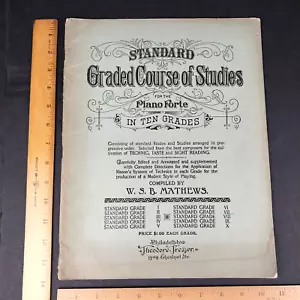 STANDARD
Graded Course of Studies
FOR THE
Piano Forte
IN TEN GRADES
Consisting of standard Etudes and Studies arranged in progressive order. Selected from the best composers for the cultivation of TECHNIC, TASTE and SIGHT READING.
Carefully Edited and Annotated and supplemented
with Complete Directions for the Application of
Mason's System of Technics in each Grade for the
production of a Modern Style of Playing.
COMPILED BY
W. S. B. MATHEWS.
STANDARD GRADE I STANDARD GRADE VI
STANDARD GRADE II STANDARD GRADE VII
STANDARD GRADE III STANDARD GRADE VIII
STANDARD GRADE IV STANDARD GRADE IX
STANDARD GRADE V STANDARD GRADE X
PRICE $1.00 EACH GRADE.
Philadelphia
Theodore Presser
1708 Chestnut Str.